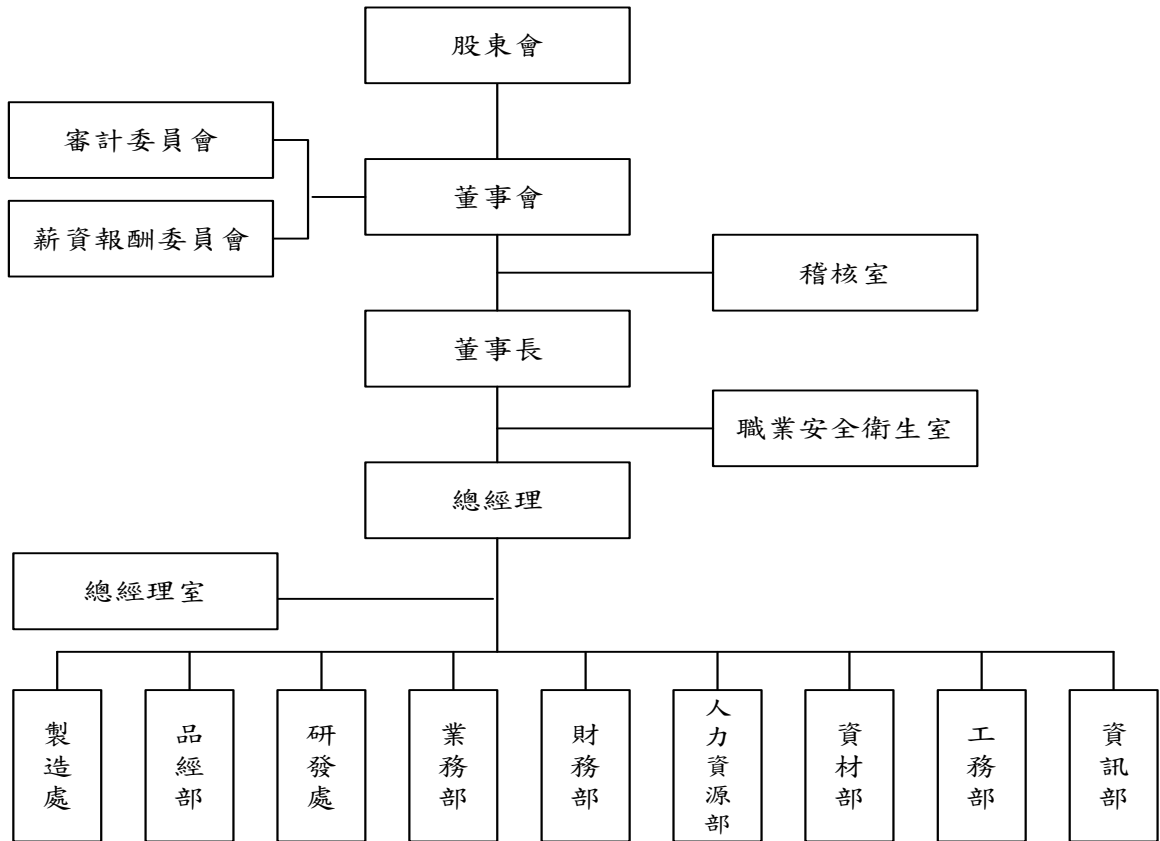 股東會
審計委員會
董事會
薪資報酬委員會
稽核室
董事長
職業安全衛生室
總經理
總經理室
製造處
品經部
研發處
業務部
財務部
人力資源部
資材部
工務部
資訊部